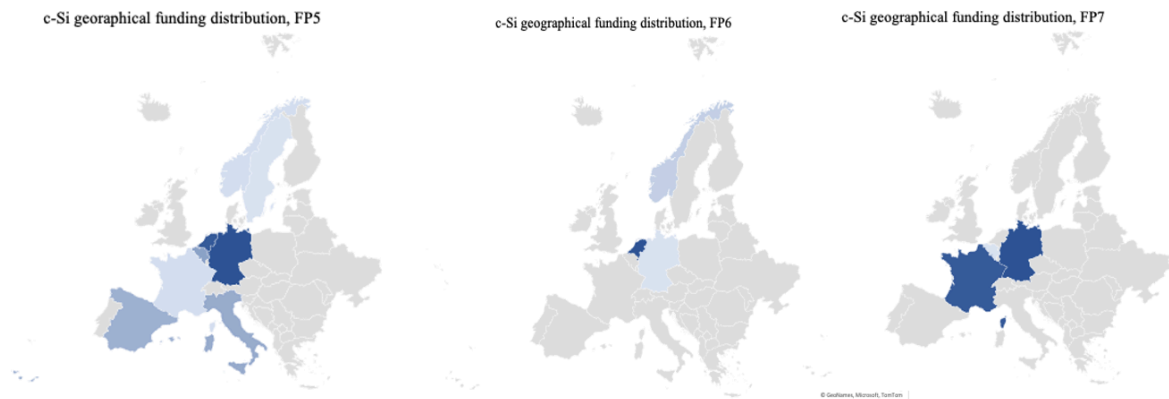 c-Si georaphical funding distribution, FP5
c-Si geographical funding distribution, FP6
c-Si geographical funding distribution, FP7
© GeoNames, Microsoft, TomTom